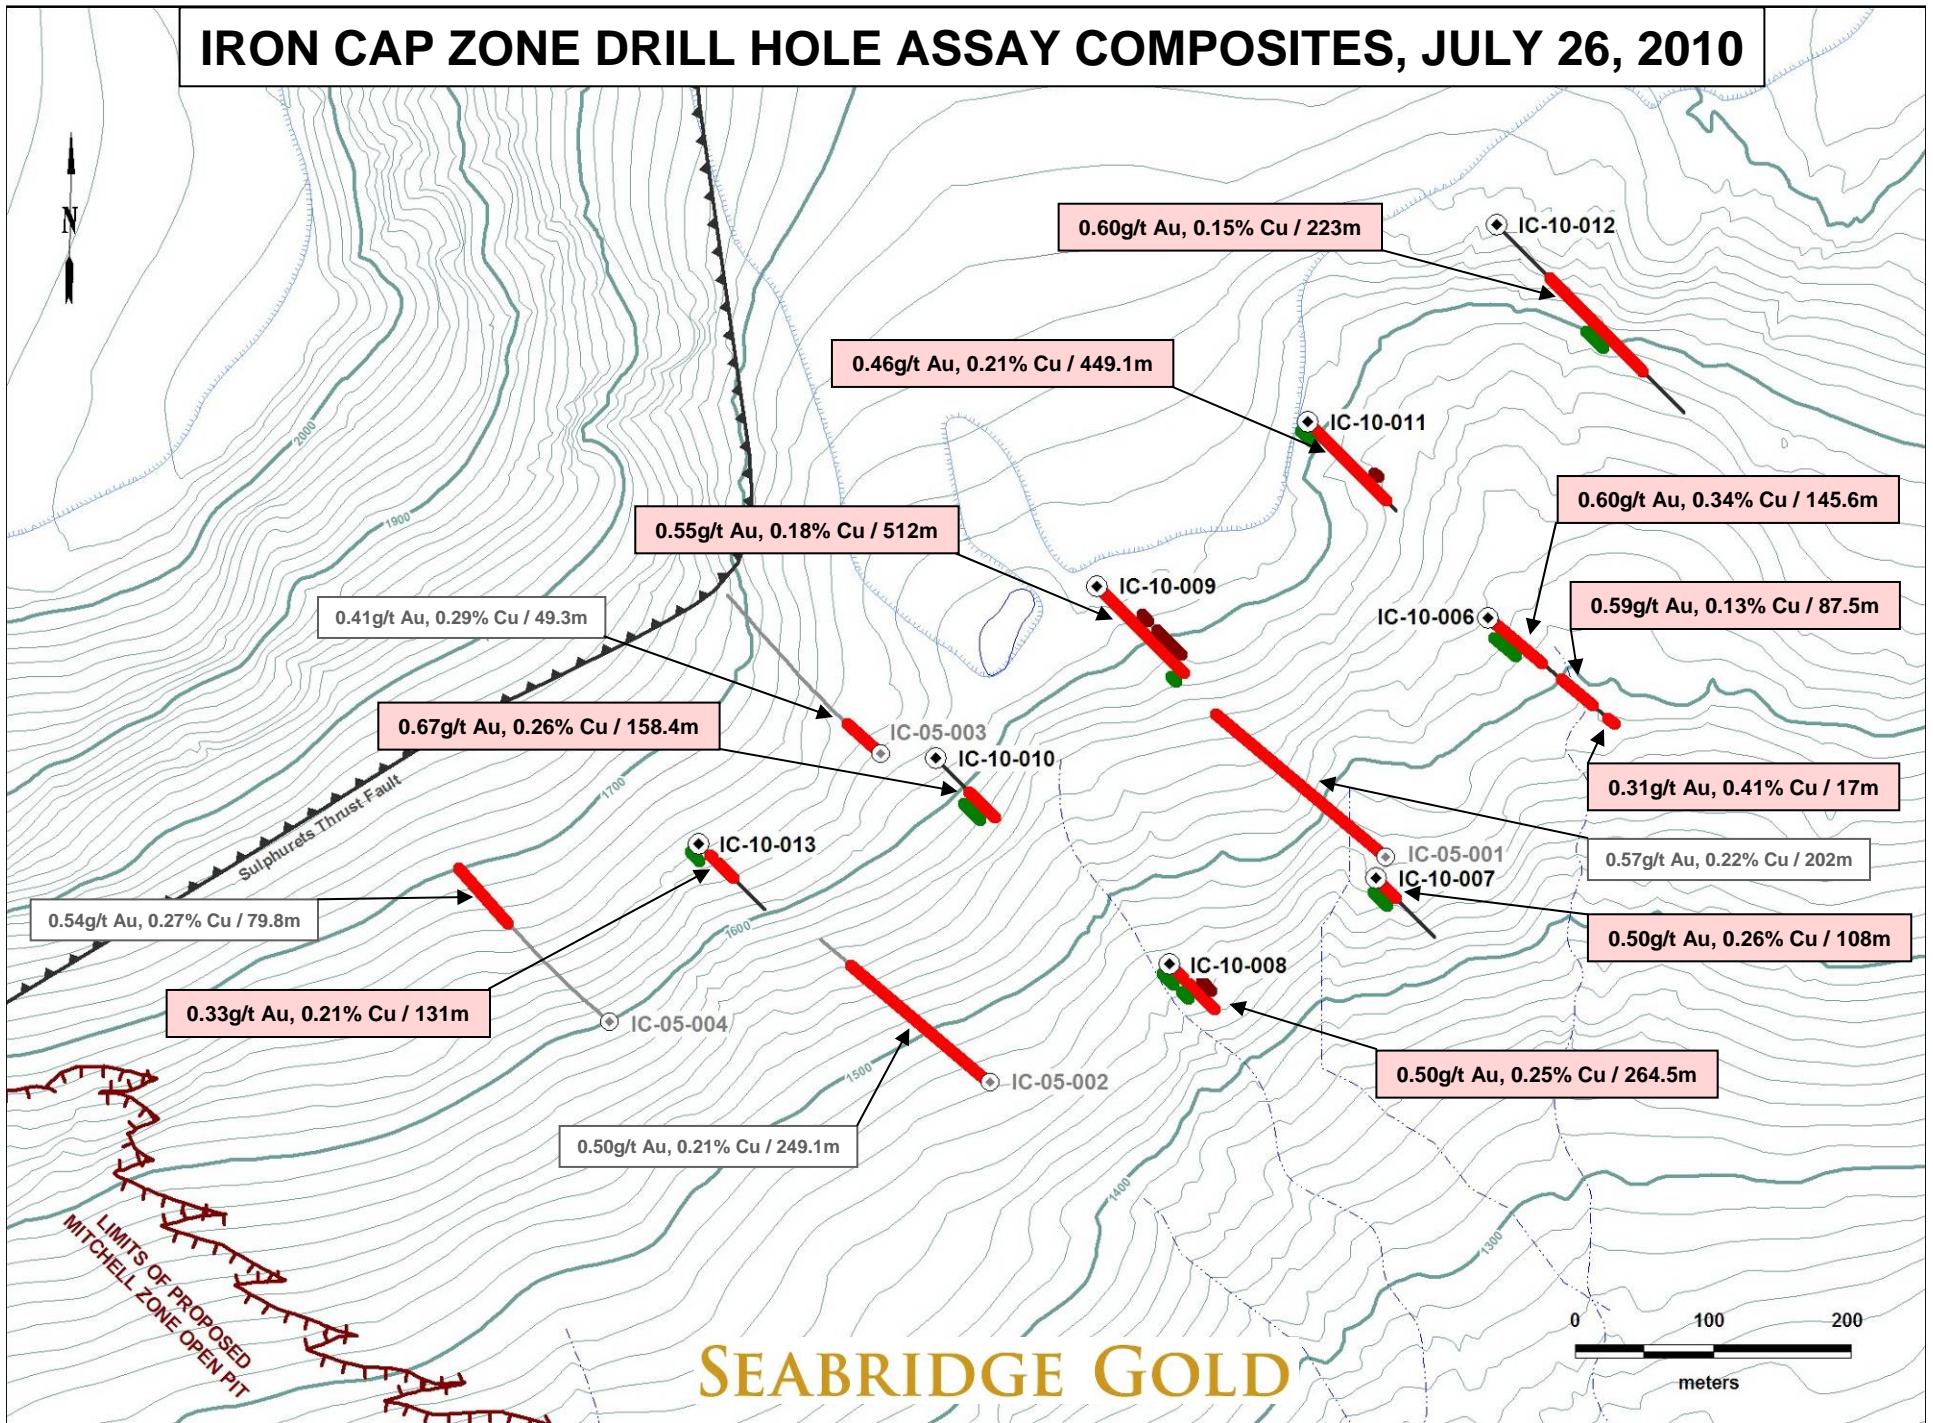 IRON CAP ZONE DRILL HOLE ASSAY COMPOSITES, JULY 26, 2010
N
0.60g/t Au, 0.15% Cu / 223m
IC-10-012
0.46g/t Au, 0.21% Cu / 449.1m
IC-10-011
2000
1900
0.55g/t Au, 0.18% Cu / 512m
0.60g/t Au, 0.34% Cu / 145.6m
IC-10-009
0.41g/t Au, 0.29% Cu / 49.3m
IC-10-006
0.59g/t Au, 0.13% Cu / 87.5m
0.67g/t Au, 0.26% Cu / 158.4m
IC-05-003
IC-10-010
1700
Sulphurets Thrust Fault
0.31g/t Au, 0.41% Cu / 17m
IC-10-013
IC-05-001
0.57g/t Au, 0.22% Cu / 202m
IC-10-007
0.54g/t Au, 0.27% Cu / 79.8m
1600
0.50g/t Au, 0.26% Cu / 108m
IC-10-008
0.33g/t Au, 0.21% Cu / 131m
IC-05-004
1500
IC-05-002
0.50g/t Au, 0.25% Cu / 264.5m
0.50g/t Au, 0.21% Cu / 249.1m
1400
1300
LIMITS OF PROPOSED
MITCHELL ZONE OPEN PIT
0 100 200
meters
SEABRIDGE GOLD